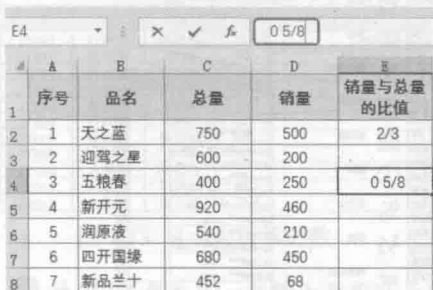 E4 fx 0 5/8
A B C D E
1 序号 品名 总量 销量 销量与总量的比值
2 1 天之蓝 750 500 2/3
3 2 迎驾之星 600 200
4 3 五粮春 400 250 0 5/8
5 4 新开元 920 460
6 5 润原液 540 210
7 6 四开国缘 680 450
8 7 新品兰十 452 68